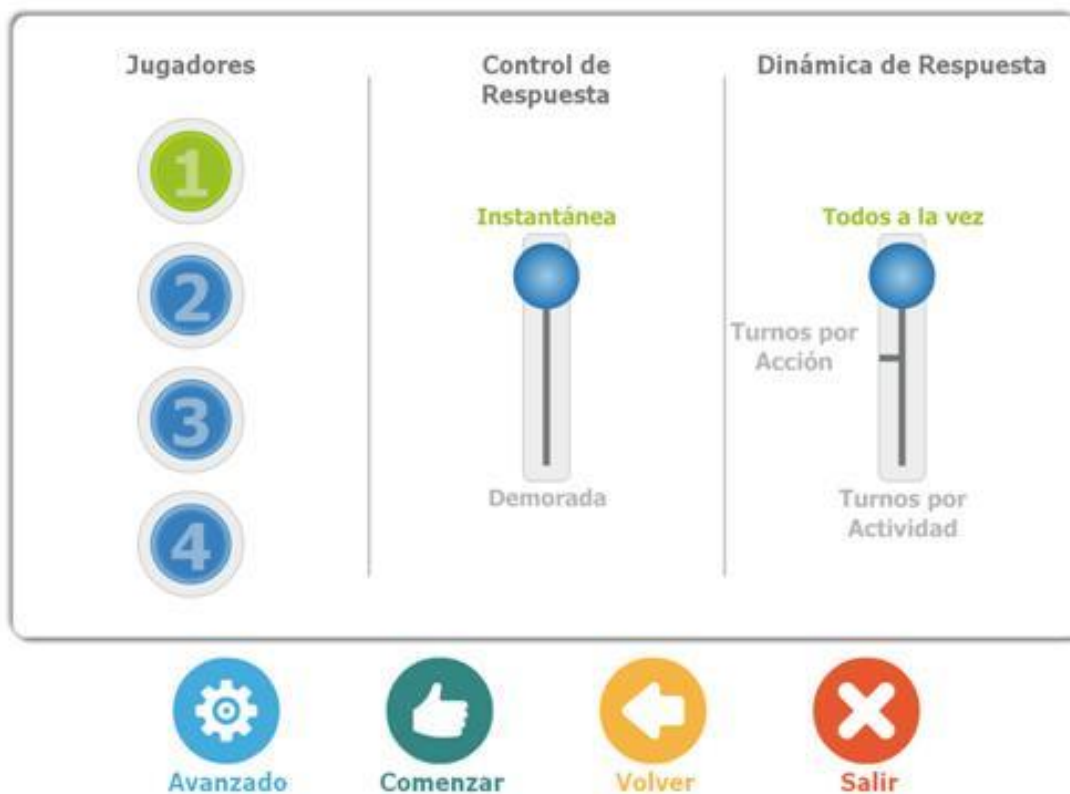 Jugadores
1
2
3
4
Control de
Respuesta
Instantánea
Demorada
Dinámica de Respuesta
Todos a la vez
Turnos por
Acción
Turnos por
Actividad
Avanzado
Comenzar
Volver
Salir